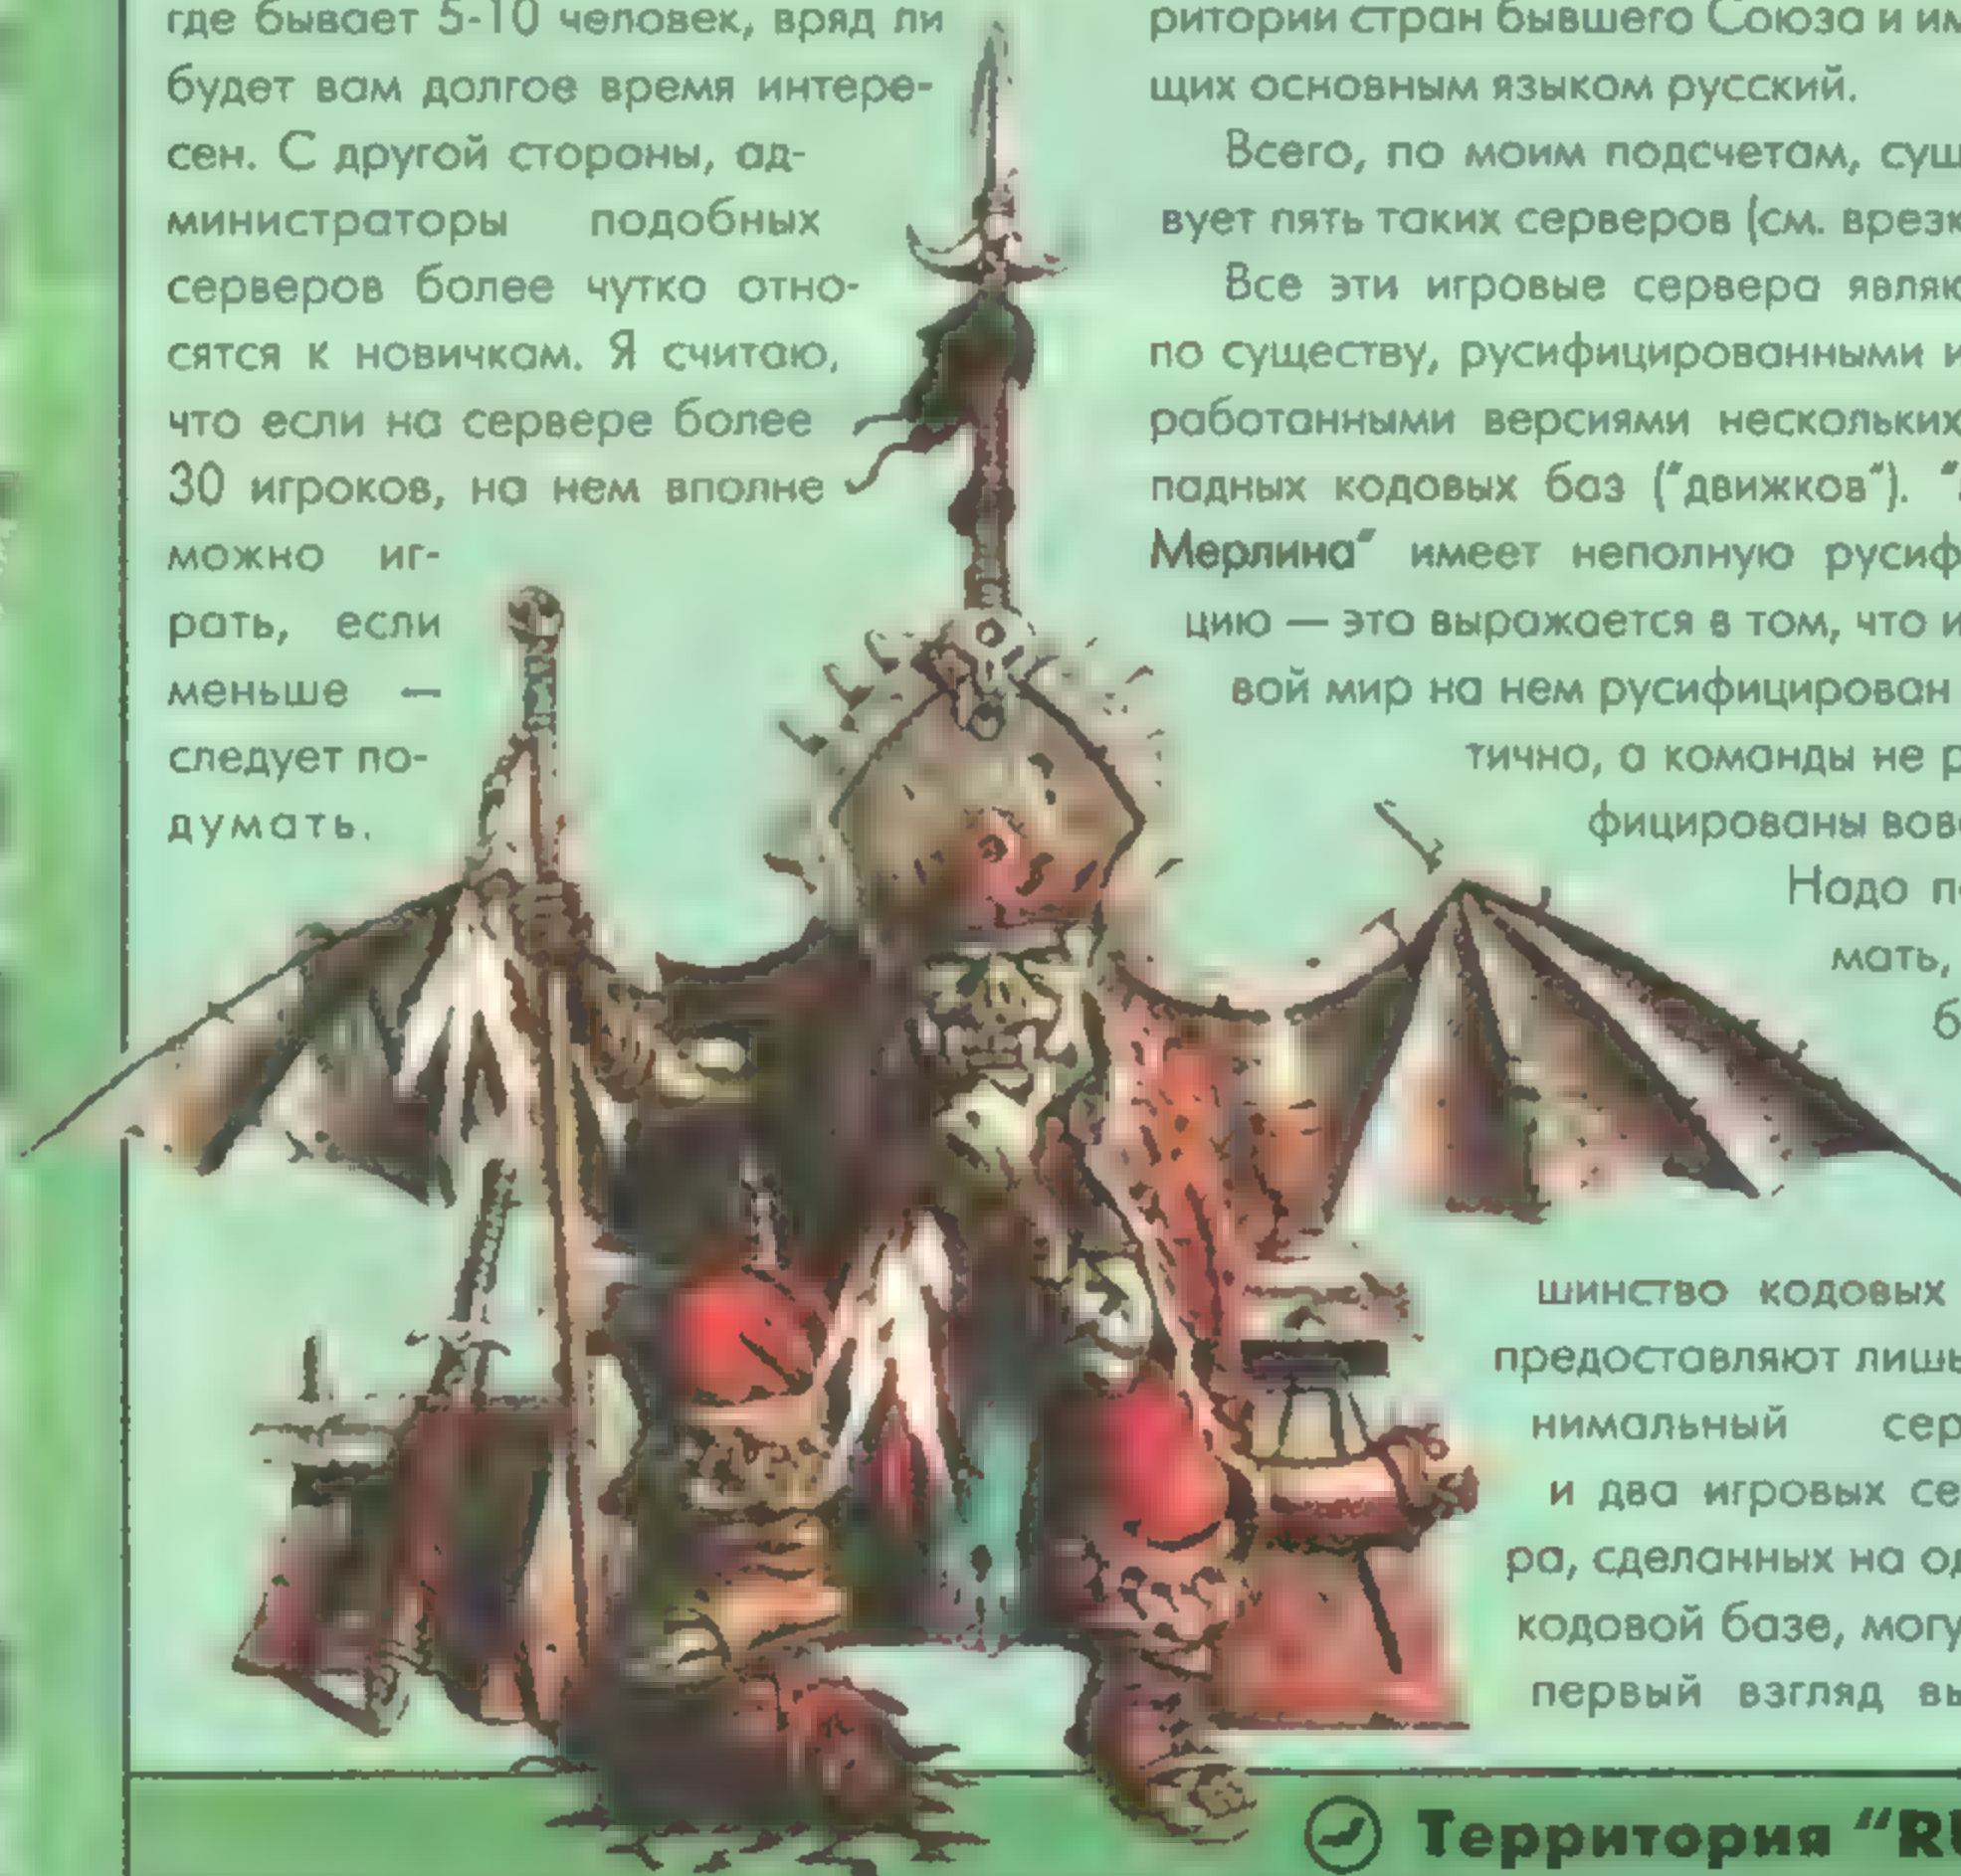 где бывает 5-10 человек, вряд ли
будет вам долгое время интере-
сен. С другой стороны, ад-
министраторы подобных
серверов более чутко отно-
сятся к новичкам. Я считаю,
что если на сервере более
30 игроков, на нем вполне
можно иг-
рать, если
меньше —
следует по-
думать.
ритории стран бывшего Союза и им
щих основным языком русский.
Всего, по моим подсчетам, сущ
вует пять таких серверов (см. врезк
Все эти игровые сервера являю
по существу, русифицированными и
работанными версиями нескольких
падных кодовых баз ("движков").
Мерлина" имеет неполную русиф
цию — это выражается в том, что и
вой мир на нем русифицирован
тично, а команды не р
фицированы вовс
Надо п
мать,
б
шинство кодовых
предоставляют лишь
нимальный сер
и два игровых се
ра, сделанных на од
кодовой базе, могу
первый взгляд вы
Территория "RU